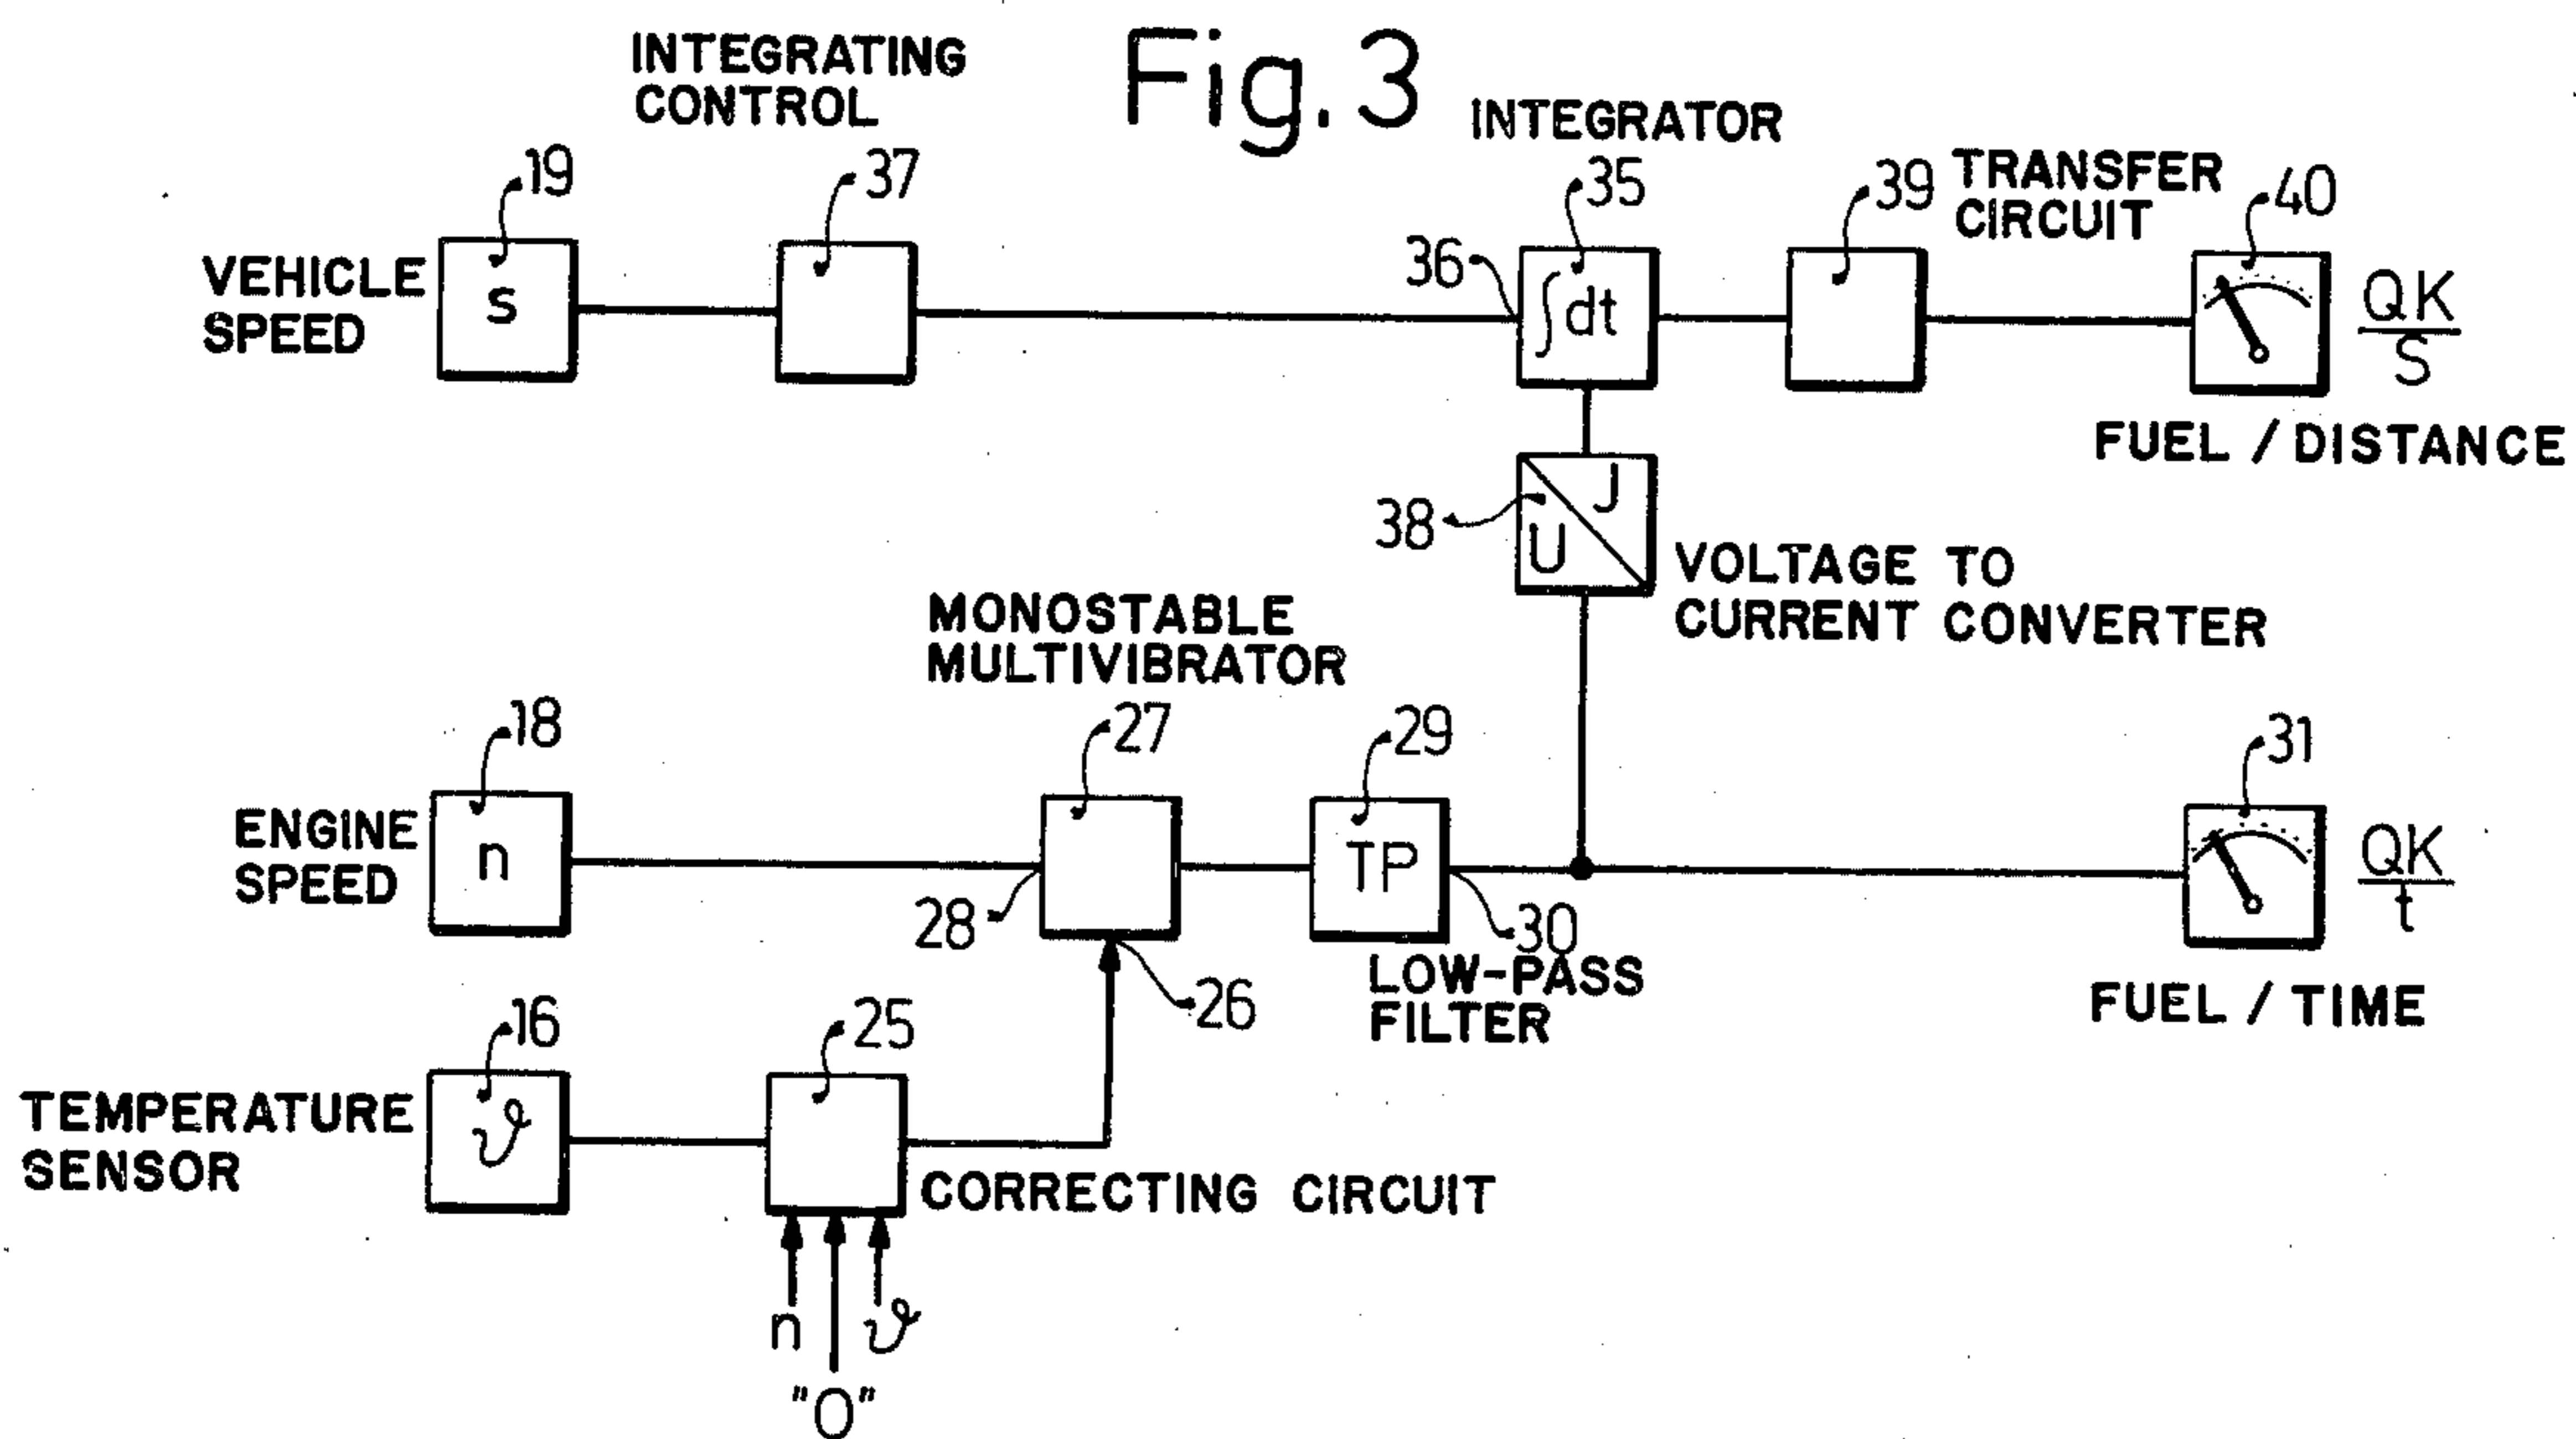 Fig. 3
INTEGRATING
CONTROL
INTEGRATOR
TRANSFER
CIRCUIT
19
37
35
39
40
36
VEHICLE
SPEED
s
∫dt
QK
S
FUEL / DISTANCE
38
J
U
VOLTAGE TO
CURRENT CONVERTER
MONOSTABLE
MULTIVIBRATOR
18
27
29
31
ENGINE
SPEED
n
TP
QK
t
28
30
26
LOW-PASS
FILTER
FUEL / TIME
16
25
TEMPERATURE
SENSOR
ϑ
CORRECTING CIRCUIT
n
ϑ
"O"